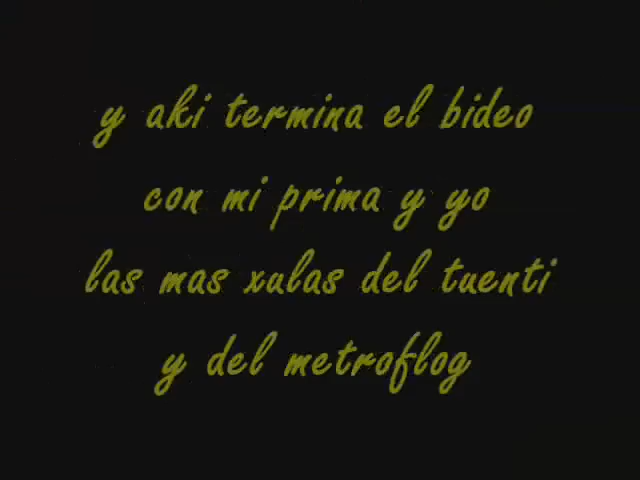 y aki termina el bideo
con mi prima y yo
las mas xulas del tuenti
y del metroflog